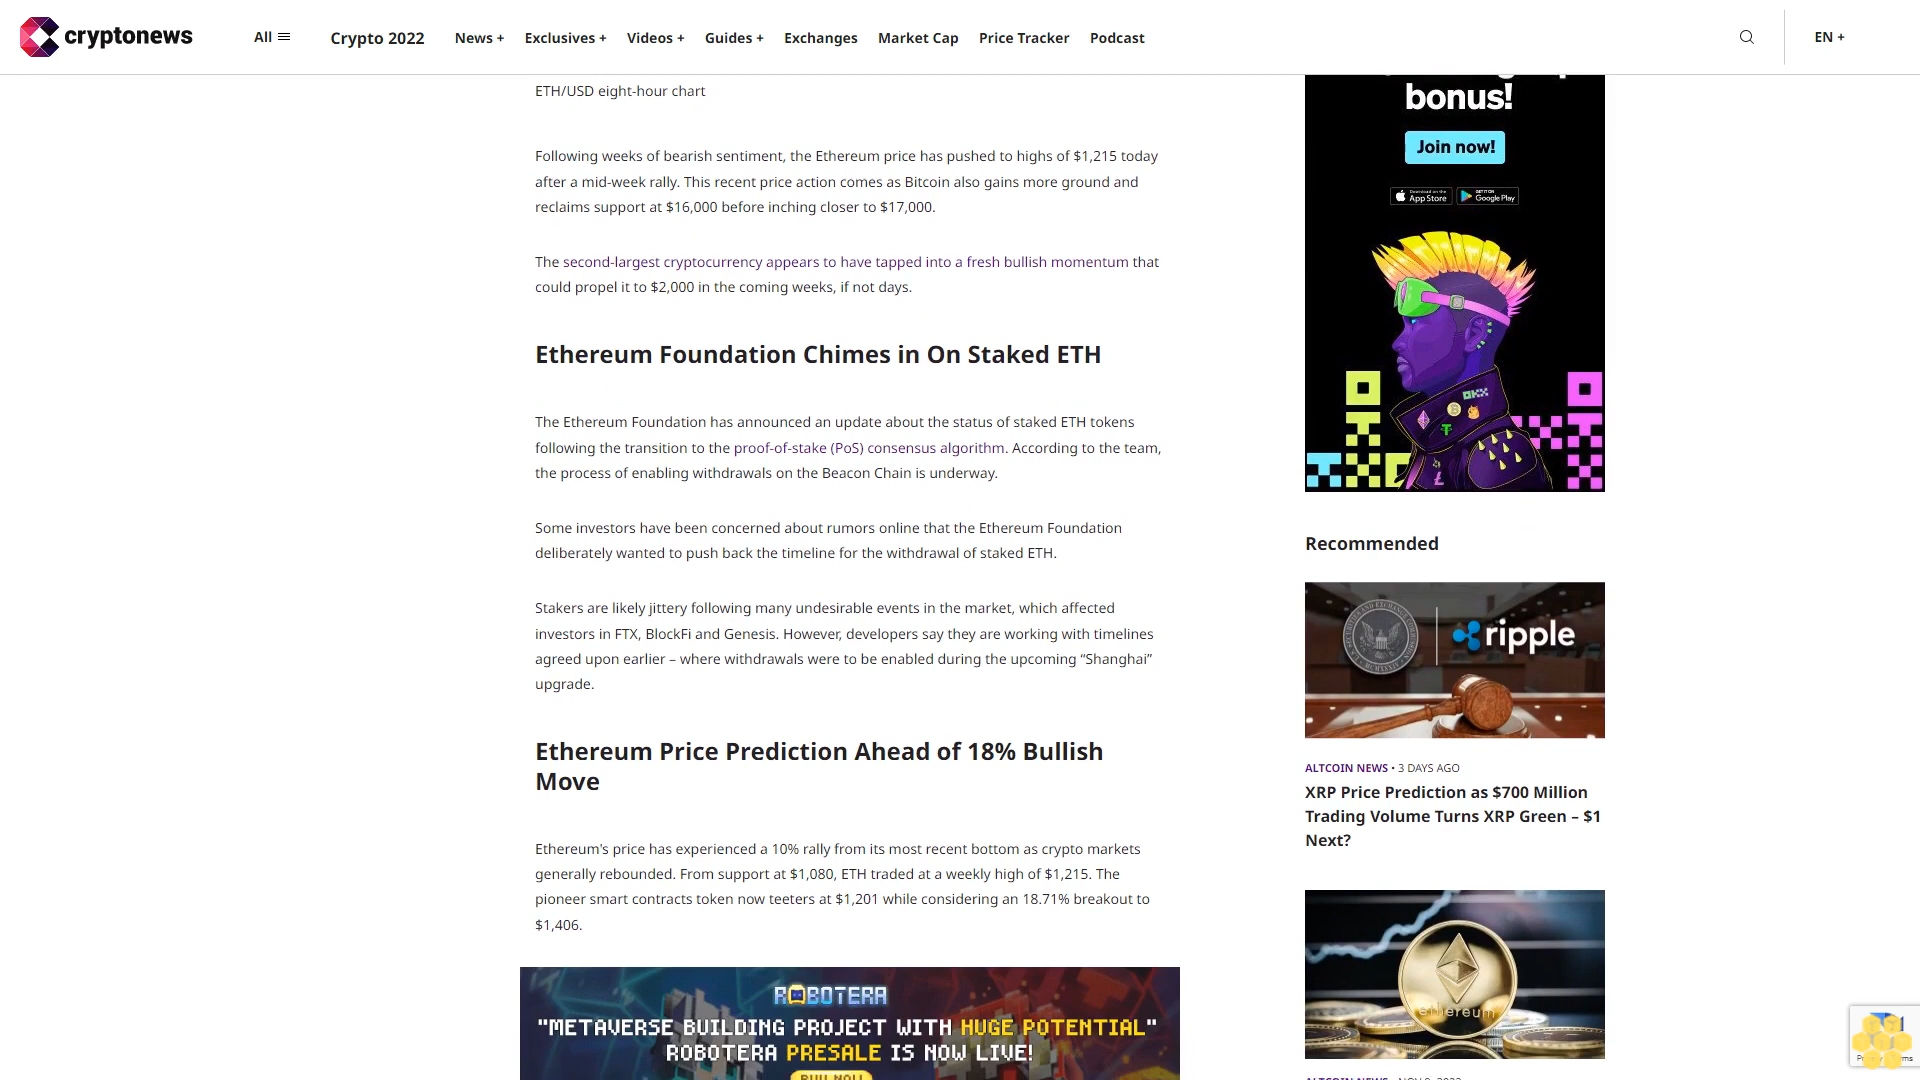 cryptonews
All
Crypto 2022
News +
Exclusives +
Videos +
Guides +
Exchanges
Market Cap
Price Tracker
Podcast
EN +
ETH/USD eight-hour chart
Following weeks of bearish sentiment, the Ethereum price has pushed to highs of $1,215 today
after a mid-week rally. This recent price action comes as Bitcoin also gains more ground and
reclaims support at $16,000 before inching closer to $17,000.
The second-largest cryptocurrency appears to have tapped into a fresh bullish momentum that
could propel it to $2,000 in the coming weeks, if not days.
Ethereum Foundation Chimes in On Staked ETH
The Ethereum Foundation has announced an update about the status of staked ETH tokens
following the transition to the proof-of-stake (PoS) consensus algorithm. According to the team,
the process of enabling withdrawals on the Beacon Chain is underway.
Some investors have been concerned about rumors online that the Ethereum Foundation
deliberately wanted to push back the timeline for the withdrawal of staked ETH.
Stakers are likely jittery following many undesirable events in the market, which affected
investors in FTX, BlockFi and Genesis. However, developers say they are working with timelines
agreed upon earlier – where withdrawals were to be enabled during the upcoming “Shanghai”
upgrade.
Ethereum Price Prediction Ahead of 18% Bullish
Move
Ethereum's price has experienced a 10% rally from its most recent bottom as crypto markets
generally rebounded. From support at $1,080, ETH traded at a weekly high of $1,215. The
pioneer smart contracts token now teeters at $1,201 while considering an 18.71% breakout to
$1,406.
ROBOTERA
"METAVERSE BUILDING PROJECT WITH HUGE POTENTIAL"
ROBOTERA PRESALE IS NOW LIVE!
BUY NOW
bonus!
Join now!
Download on the
App Store
GET IT ON
Google Play
OKX
Recommended
ripple
ALTCOIN NEWS • 3 DAYS AGO
XRP Price Prediction as $700 Million
Trading Volume Turns XRP Green – $1
Next?
ethereum